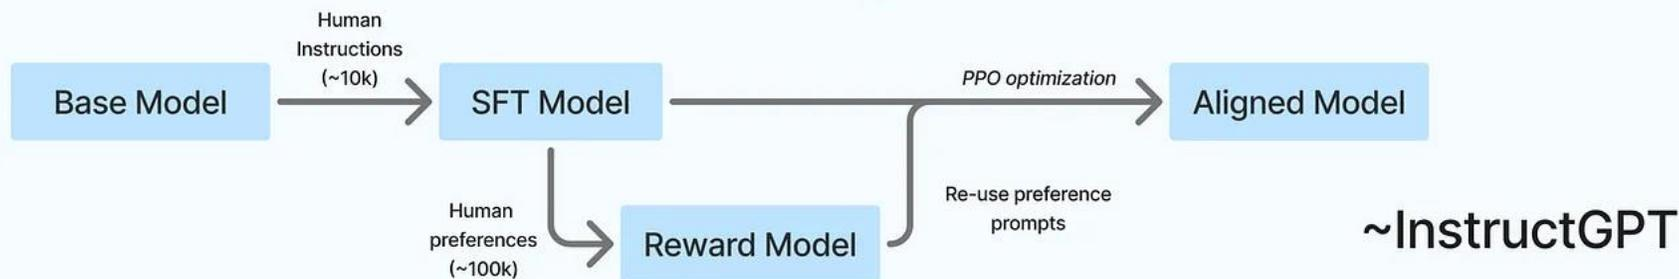 Human
Instructions
(~10k)
Base Model
SFT Model
PPO optimization
Aligned Model
Human
preferences
(~100k)
Reward Model
Re-use preference
prompts
~InstructGPT